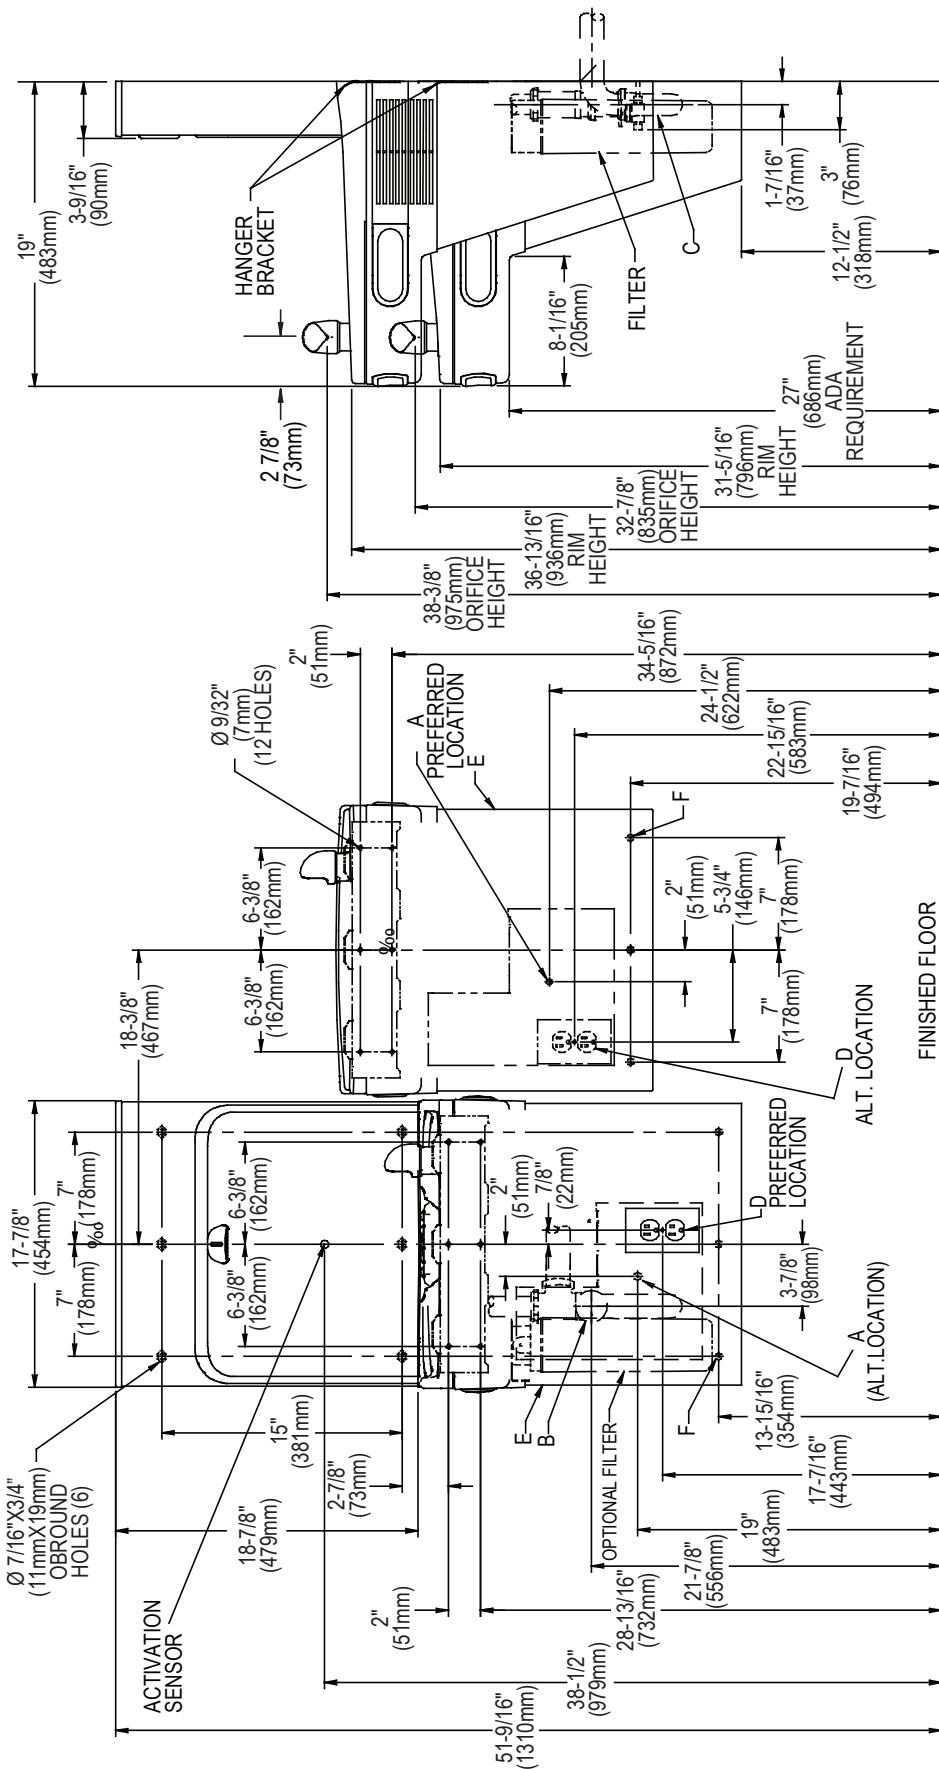 19"
(483mm)
3-9/16"
(90mm)
HANGER
BRACKET
2 7/8"
(73mm)
8-1/16"
(205mm)
FILTER
C
1-7/16"
(37mm)
3"
(76mm)
12-1/2"
(318mm)
27"
(686mm)
ADA
REQUIREMENT
31-5/16"
(796mm)
RIM
HEIGHT
32-7/8"
(835mm)
ORIFICE
HEIGHT
36-13/16"
(936mm)
RIM
HEIGHT
38-3/8"
(975mm)
ORIFICE
HEIGHT
2"
(51mm)
Ø 9/32"
(7mm)
(12 HOLES)
A
PREFERRED
LOCATION
E
34-5/16"
(872mm)
24-1/2"
(622mm)
22-15/16"
(583mm)
19-7/16"
(494mm)
F
6-3/8"
(162mm)
6-3/8"
(162mm)
18-3/8"
(467mm)
‰
2"
(51mm)
5-3/4"
(146mm)
7"
(178mm)
7"
(178mm)
D
ALT. LOCATION
FINISHED FLOOR
17-7/8"
(454mm)
7"
(178mm)
7"
(178mm)
‰
6-3/8"
(162mm)
6-3/8"
(162mm)
2"
(51mm)
7/8"
(22mm)
D
PREFERRED
LOCATION
3-7/8"
(98mm)
A
(ALT.LOCATION)
Ø 7/16"X3/4"
(11mmX19mm)
OBROUND
HOLES (6)
15"
(381mm)
2-7/8"
(73mm)
18-7/8"
(479mm)
E
B
OPTIONAL FILTER
F
13-15/16"
(354mm)
17-7/16"
(443mm)
19"
(483mm)
21-7/8"
(556mm)
28-13/16"
(732mm)
2"
(51mm)
ACTIVATION
SENSOR
38-1/2"
(979mm)
51-9/16"
(1310mm)